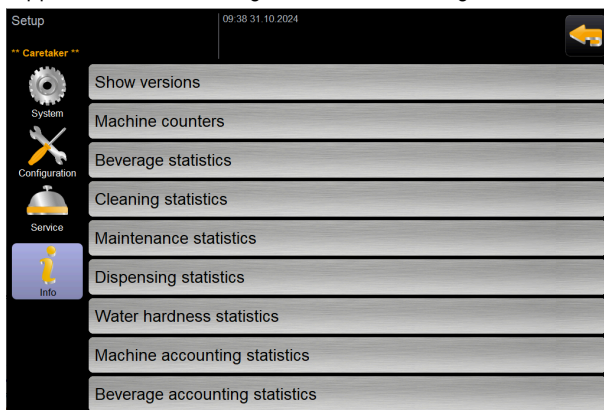 Setup
09:38 31.10.2024
** Caretaker **
System
Configuration
Service
Info
Show versions
Machine counters
Beverage statistics
Cleaning statistics
Maintenance statistics
Dispensing statistics
Water hardness statistics
Machine accounting statistics
Beverage accounting statistics